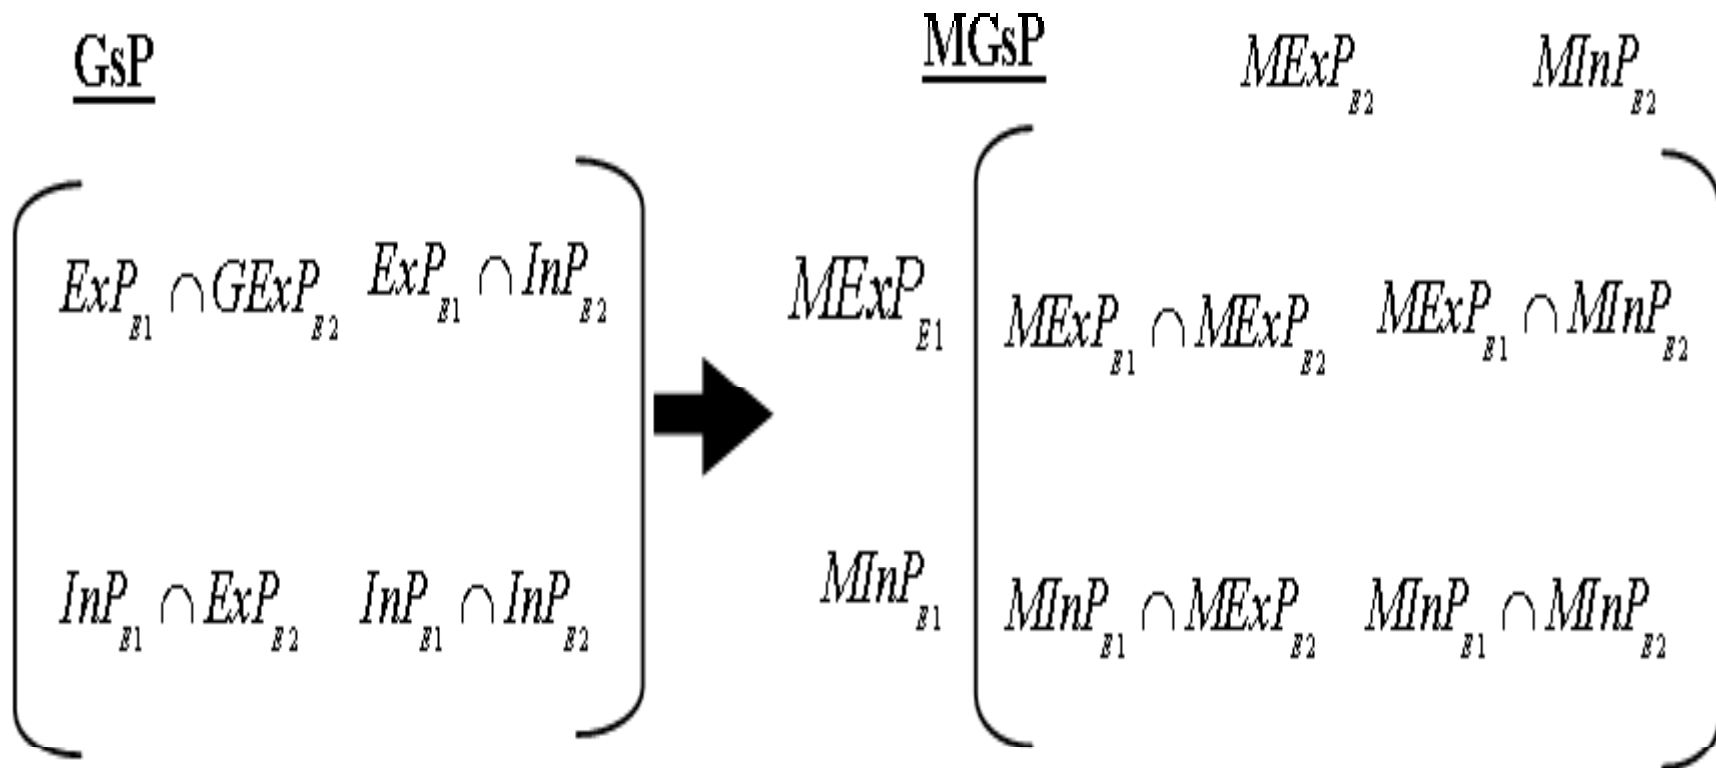 GsP
ExP_E1 ∩ GExP_E2 ExP_E1 ∩ InP_E2
InP_E1 ∩ ExP_E2 InP_E1 ∩ InP_E2
MGsP MExP_E2 MInP_E2
MExP_E1 MExP_E1 ∩ MExP_E2 MExP_E1 ∩ MInP_E2
MInP_E1 MInP_E1 ∩ MExP_E2 MInP_E1 ∩ MInP_E2